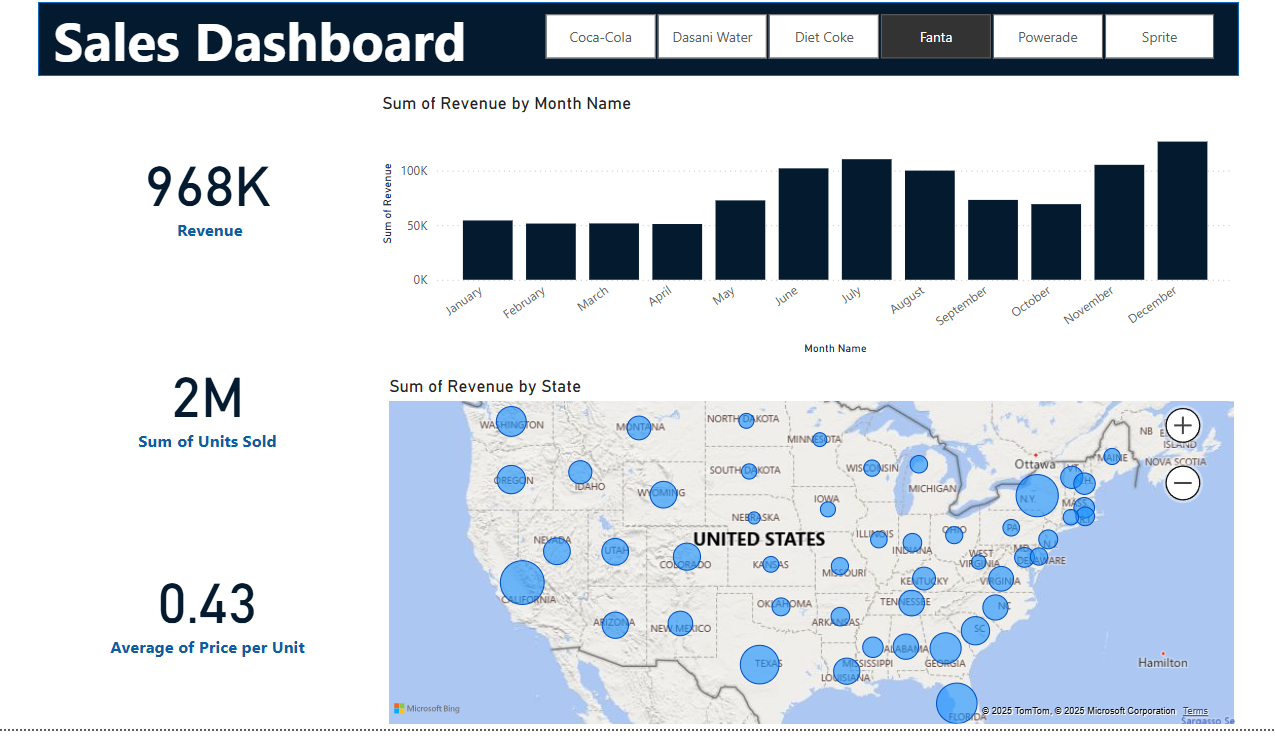 Sales Dashboard
Coca-Cola
Dasani Water
Diet Coke
Fanta
Powerade
Sprite
968K
Revenue
2M
Sum of Units Sold
0.43
Average of Price per Unit
Sum of Revenue by Month Name
Sum of Revenue
100K
50K
0K
January
February
March
April
May
June
July
August
September
October
November
December
Month Name
Sum of Revenue by State
WASHINGTON
MONTANA
NORTH DAKOTA
MINNESOTA
NB
ISLAND
OREGON
IDAHO
WYOMING
SOUTH DAKOTA
WISCONSIN
MICHIGAN
Ottawa
VT
MAINE
NOVA SCOTIA
N.Y.
NEBRASKA
IOWA
NEVADA
UTAH
COLORADO
UNITED STATES
KANSAS
MISSOURI
ILLINOIS
INDIANA
OHIO
PA
N.J.
WEST
VIRGINIA
MD
DELAWARE
CALIFORNIA
KENTUCKY
VIRGINIA
ARIZONA
NEW MEXICO
OKLAHOMA
ARKANSAS
TENNESSEE
NC
SC
TEXAS
LOUISIANA
MISSISSIPPI
ALABAMA
GEORGIA
FLORIDA
Hamilton
Microsoft Bing
© 2025 TomTom, © 2025 Microsoft Corporation Terms